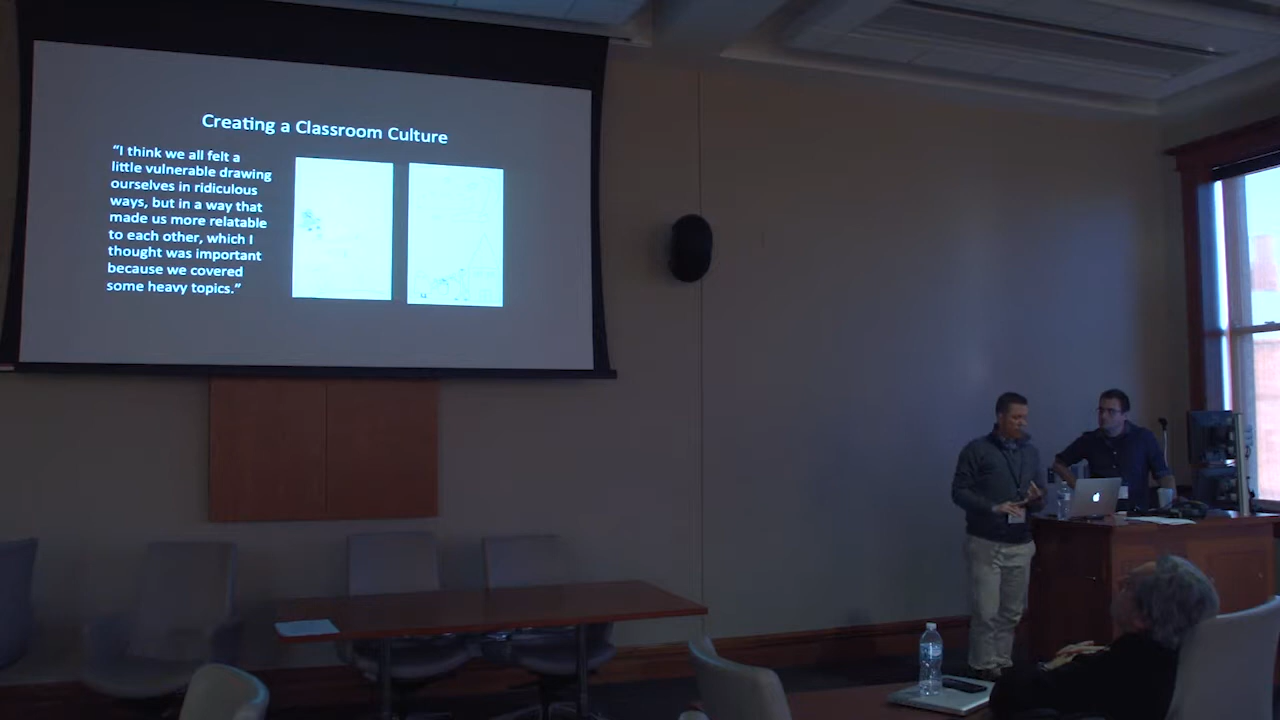 Creating a Classroom Culture
“I think we all felt a
little vulnerable drawing
ourselves in ridiculous
ways, but in a way that
made us more relatable
to each other, which I
thought was important
because we covered
some heavy topics.”